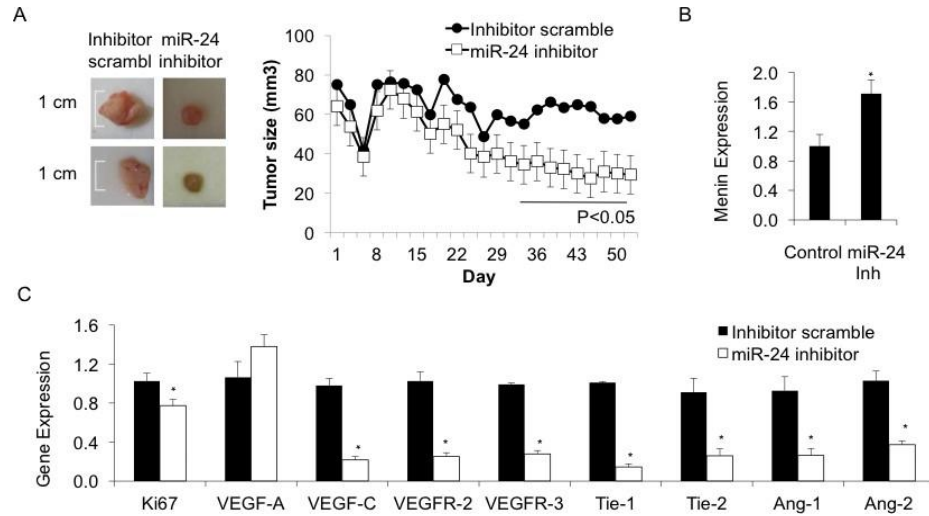 A
Inhibitor miR-24
scrambl inhibitor
1 cm
1 cm
Tumor size (mm3)
100
80
60
40
20
0
Inhibitor scramble
miR-24 inhibitor
P<0.05
1 8 15 22 29 36 43 50
Day
B
Menin Expression
2.0
1.6
1.2
0.8
0.4
0.0
*
Control miR-24
Inh
C
Gene Expression
1.6
1.2
0.8
0.4
0.0
Inhibitor scramble
miR-24 inhibitor
* * * * * * * *
Ki67 VEGF-A VEGF-C VEGFR-2 VEGFR-3 Tie-1 Tie-2 Ang-1 Ang-2